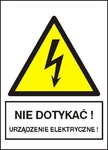 NIE DOTYKAĆ !
URZĄDZENIE ELEKTRYCZNE !